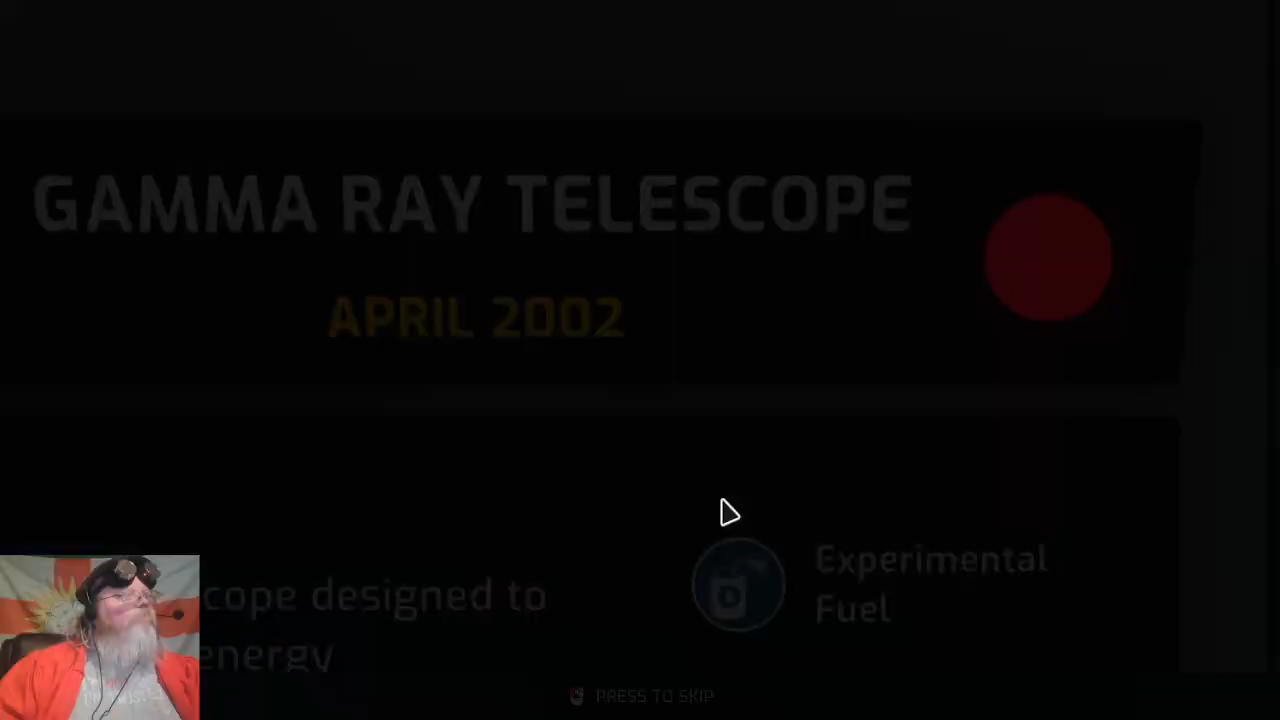 GAMMA RAY TELESCOPE
APRIL 2002
Experimental
Fuel
cope designed to
energy
PRESS TO SKIP